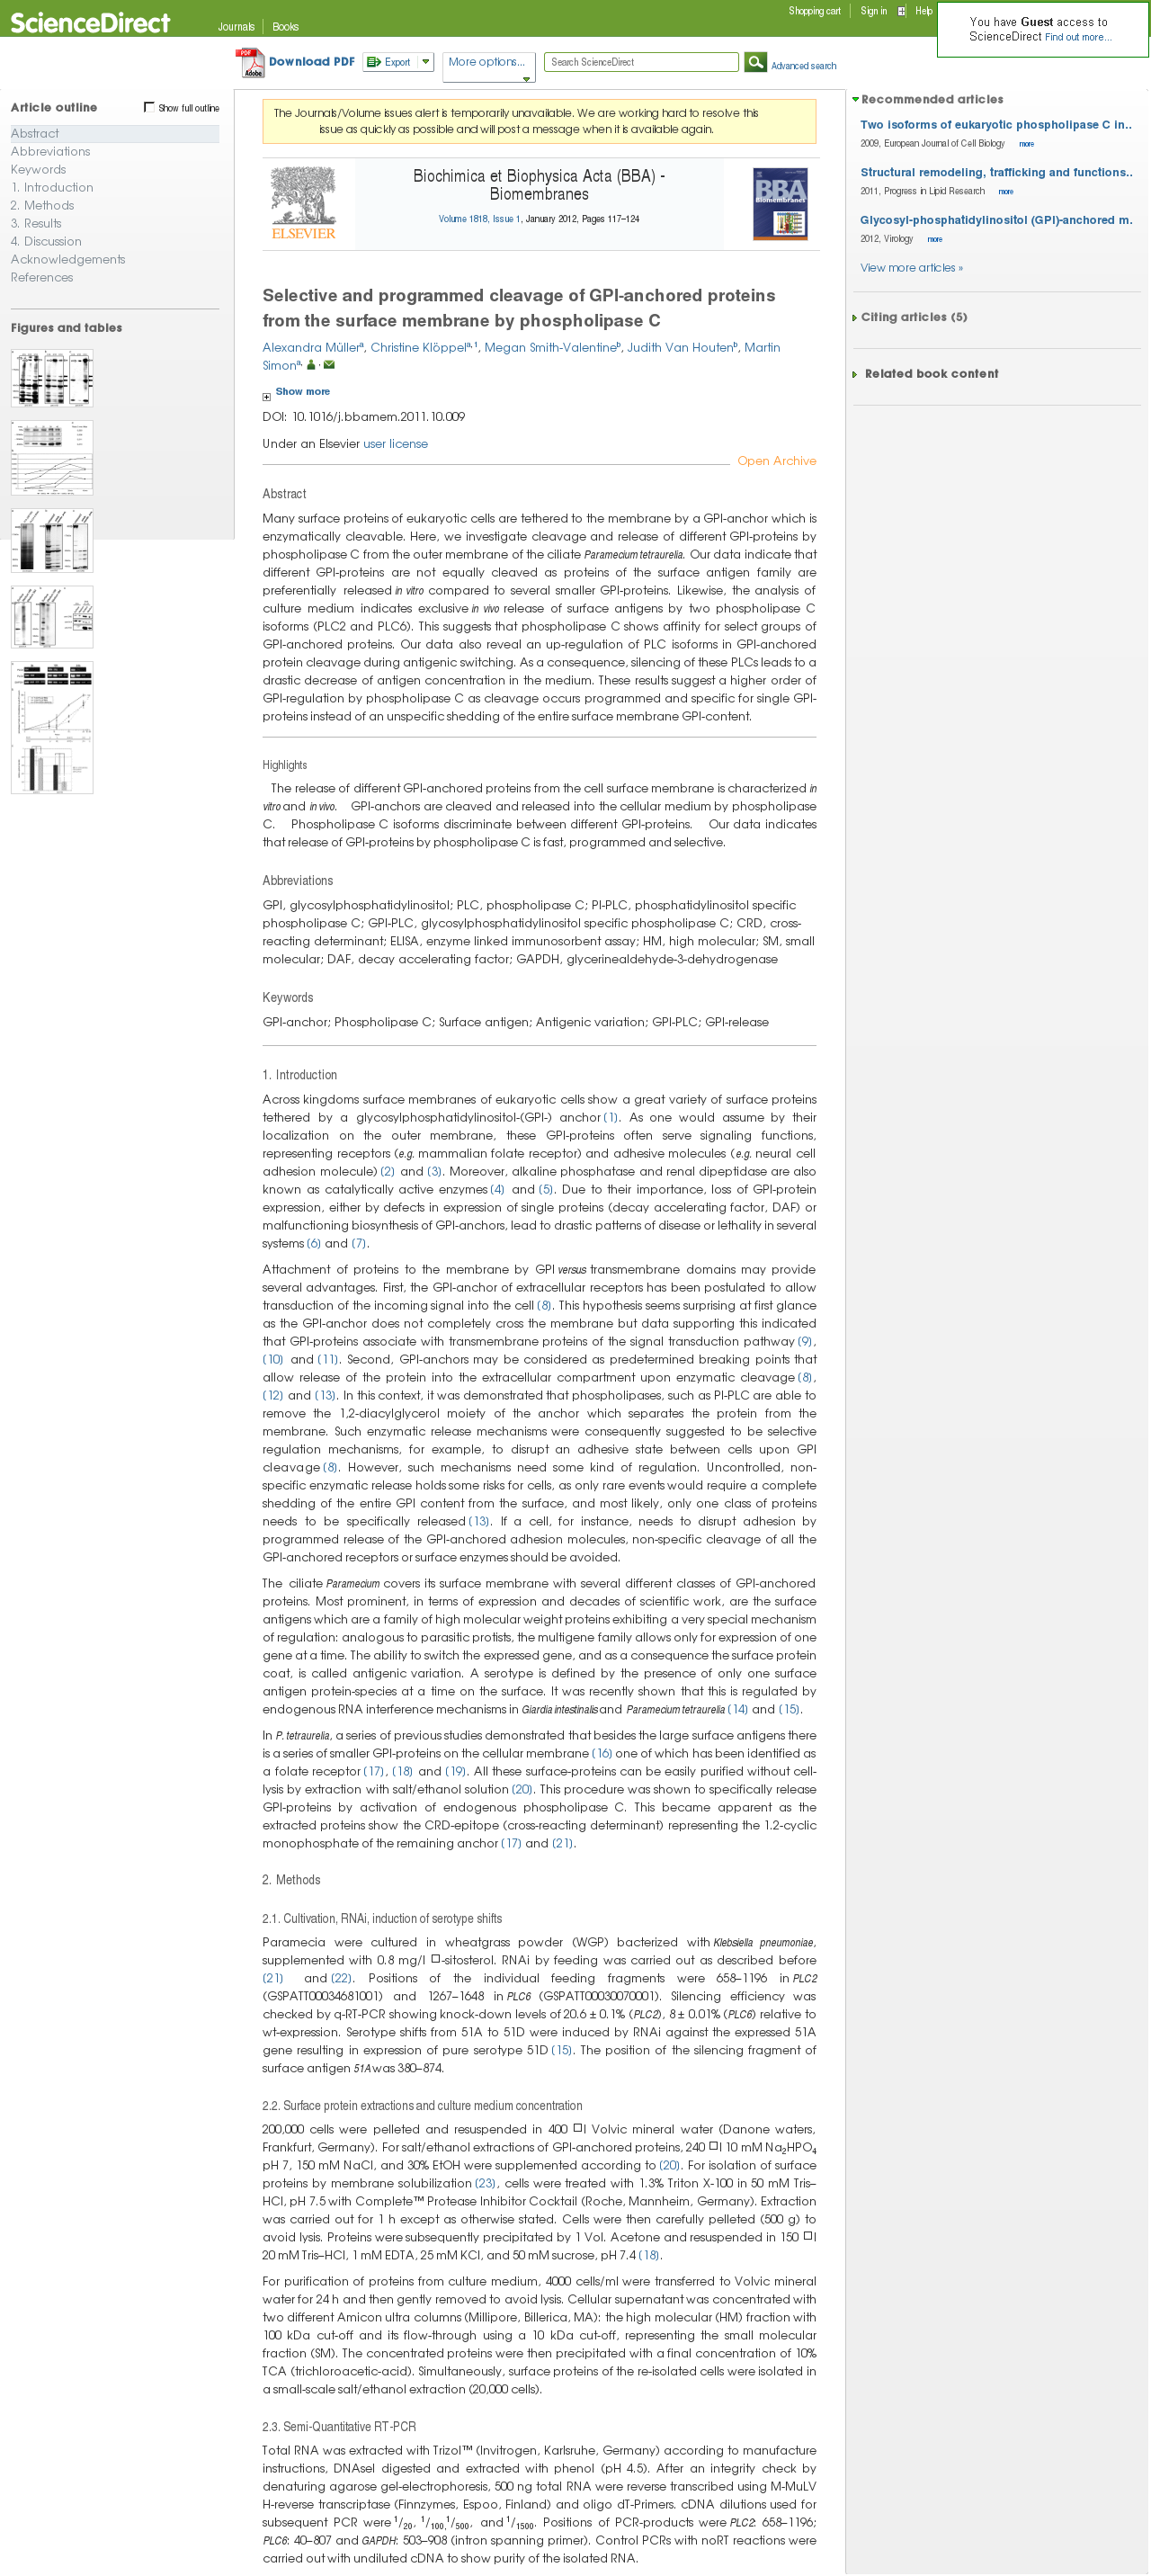 ScienceDirect
Journals
Books
Shopping cart
Sign in
Help
You have Guest access to
ScienceDirect Find out more...
Download PDF
Export
More options...
Search ScienceDirect
Advanced search
Article outline
Show full outline
Abstract
Abbreviations
Keywords
1. Introduction
2. Methods
3. Results
4. Discussion
Acknowledgements
References
Figures and tables
The Journals/Volume issues alert is temporarily unavailable. We are working hard to resolve this
issue as quickly as possible and will post a message when it is available again.
ELSEVIER
Biochimica et Biophysica Acta (BBA) -
Biomembranes
Volume 1818, Issue 1, January 2012, Pages 117–124
BBA
Biomembranes
Selective and programmed cleavage of GPI-anchored proteins
from the surface membrane by phospholipase C
Alexandra Müllerᵃ, Christine Klöppelᵃ,¹, Megan Smith-Valentineᵇ, Judith Van Houtenᵇ, Martin
Simonᵃ,
Show more
DOI: 10.1016/j.bbamem.2011.10.009
Under an Elsevier user license
Open Archive
Abstract
Many surface proteins of eukaryotic cells are tethered to the membrane by a GPI-anchor which is
enzymatically cleavable. Here, we investigate cleavage and release of different GPI-proteins by
phospholipase C from the outer membrane of the ciliate Paramecium tetraurelia. Our data indicate that
different GPI-proteins are not equally cleaved as proteins of the surface antigen family are
preferentially released in vitro compared to several smaller GPI-proteins. Likewise, the analysis of
culture medium indicates exclusive in vivo release of surface antigens by two phospholipase C
isoforms (PLC2 and PLC6). This suggests that phospholipase C shows affinity for select groups of
GPI-anchored proteins. Our data also reveal an up-regulation of PLC isoforms in GPI-anchored
protein cleavage during antigenic switching. As a consequence, silencing of these PLCs leads to a
drastic decrease of antigen concentration in the medium. These results suggest a higher order of
GPI-regulation by phospholipase C as cleavage occurs programmed and specific for single GPI-
proteins instead of an unspecific shedding of the entire surface membrane GPI-content.
Highlights
The release of different GPI-anchored proteins from the cell surface membrane is characterized in
vitro and in vivo. GPI-anchors are cleaved and released into the cellular medium by phospholipase
C. Phospholipase C isoforms discriminate between different GPI-proteins. Our data indicates
that release of GPI-proteins by phospholipase C is fast, programmed and selective.
Abbreviations
GPI, glycosylphosphatidylinositol; PLC, phospholipase C; PI-PLC, phosphatidylinositol specific
phospholipase C; GPI-PLC, glycosylphosphatidylinositol specific phospholipase C; CRD, cross-
reacting determinant; ELISA, enzyme linked immunosorbent assay; HM, high molecular; SM, small
molecular; DAF, decay accelerating factor; GAPDH, glycerinealdehyde-3-dehydrogenase
Keywords
GPI-anchor; Phospholipase C; Surface antigen; Antigenic variation; GPI-PLC; GPI-release
1. Introduction
Across kingdoms surface membranes of eukaryotic cells show a great variety of surface proteins
tethered by a glycosylphosphatidylinositol-(GPI-) anchor (1). As one would assume by their
localization on the outer membrane, these GPI-proteins often serve signaling functions,
representing receptors (e.g. mammalian folate receptor) and adhesive molecules (e.g. neural cell
adhesion molecule) (2) and (3). Moreover, alkaline phosphatase and renal dipeptidase are also
known as catalytically active enzymes (4) and (5). Due to their importance, loss of GPI-protein
expression, either by defects in expression of single proteins (decay accelerating factor, DAF) or
malfunctioning biosynthesis of GPI-anchors, lead to drastic patterns of disease or lethality in several
systems (6) and (7).
Attachment of proteins to the membrane by GPI versus transmembrane domains may provide
several advantages. First, the GPI-anchor of extracellular receptors has been postulated to allow
transduction of the incoming signal into the cell (8). This hypothesis seems surprising at first glance
as the GPI-anchor does not completely cross the membrane but data supporting this indicated
that GPI-proteins associate with transmembrane proteins of the signal transduction pathway (9),
(10) and (11). Second, GPI-anchors may be considered as predetermined breaking points that
allow release of the protein into the extracellular compartment upon enzymatic cleavage (8),
(12) and (13). In this context, it was demonstrated that phospholipases, such as PI-PLC are able to
remove the 1,2-diacylglycerol moiety of the anchor which separates the protein from the
membrane. Such enzymatic release mechanisms were consequently suggested to be selective
regulation mechanisms, for example, to disrupt an adhesive state between cells upon GPI
cleavage (8). However, such mechanisms need some kind of regulation. Uncontrolled, non-
specific enzymatic release holds some risks for cells, as only rare events would require a complete
shedding of the entire GPI content from the surface, and most likely, only one class of proteins
needs to be specifically released (13). If a cell, for instance, needs to disrupt adhesion by
programmed release of the GPI-anchored adhesion molecules, non-specific cleavage of all the
GPI-anchored receptors or surface enzymes should be avoided.
The ciliate Paramecium covers its surface membrane with several different classes of GPI-anchored
proteins. Most prominent, in terms of expression and decades of scientific work, are the surface
antigens which are a family of high molecular weight proteins exhibiting a very special mechanism
of regulation: analogous to parasitic protists, the multigene family allows only for expression of one
gene at a time. The ability to switch the expressed gene, and as a consequence the surface protein
coat, is called antigenic variation. A serotype is defined by the presence of only one surface
antigen protein-species at a time on the surface. It was recently shown that this is regulated by
endogenous RNA interference mechanisms in Giardia intestinalis and Paramecium tetraurelia (14) and (15).
In P. tetraurelia, a series of previous studies demonstrated that besides the large surface antigens there
is a series of smaller GPI-proteins on the cellular membrane (16) one of which has been identified as
a folate receptor (17), (18) and (19). All these surface-proteins can be easily purified without cell-
lysis by extraction with salt/ethanol solution (20). This procedure was shown to specifically release
GPI-proteins by activation of endogenous phospholipase C. This became apparent as the
extracted proteins show the CRD-epitope (cross-reacting determinant) representing the 1.2-cyclic
monophosphate of the remaining anchor (17) and (21).
2. Methods
2.1. Cultivation, RNAi, induction of serotype shifts
Paramecia were cultured in wheatgrass powder (WGP) bacterized with Klebsiella pneumoniae,
supplemented with 0.8 mg/l □-sitosterol. RNAi by feeding was carried out as described before
(21) and (22). Positions of the individual feeding fragments were 658–1196 in PLC2
(GSPATT00034681001) and 1267–1648 in PLC6 (GSPATT00030070001). Silencing efficiency was
checked by q-RT-PCR showing knock-down levels of 20.6 ± 0.1% (PLC2), 8 ± 0.01% (PLC6) relative to
wt-expression. Serotype shifts from 51A to 51D were induced by RNAi against the expressed 51A
gene resulting in expression of pure serotype 51D (15). The position of the silencing fragment of
surface antigen 51A was 380–874.
2.2. Surface protein extractions and culture medium concentration
200,000 cells were pelleted and resuspended in 400 □l Volvic mineral water (Danone waters,
Frankfurt, Germany). For salt/ethanol extractions of GPI-anchored proteins, 240 □l 10 mM Na₂HPO₄
pH 7, 150 mM NaCl, and 30% EtOH were supplemented according to (20). For isolation of surface
proteins by membrane solubilization (23), cells were treated with 1.3% Triton X-100 in 50 mM Tris–
HCl, pH 7.5 with Complete™ Protease Inhibitor Cocktail (Roche, Mannheim, Germany). Extraction
was carried out for 1 h except as otherwise stated. Cells were then carefully pelleted (500 g) to
avoid lysis. Proteins were subsequently precipitated by 1 Vol. Acetone and resuspended in 150 □l
20 mM Tris–HCl, 1 mM EDTA, 25 mM KCl, and 50 mM sucrose, pH 7.4 (18).
For purification of proteins from culture medium, 4000 cells/ml were transferred to Volvic mineral
water for 24 h and then gently removed to avoid lysis. Cellular supernatant was concentrated with
two different Amicon ultra columns (Millipore, Billerica, MA): the high molecular (HM) fraction with
100 kDa cut-off and its flow-through using a 10 kDa cut-off, representing the small molecular
fraction (SM). The concentrated proteins were then precipitated with a final concentration of 10%
TCA (trichloroacetic-acid). Simultaneously, surface proteins of the re-isolated cells were isolated in
a small-scale salt/ethanol extraction (20,000 cells).
2.3. Semi-Quantitative RT-PCR
Total RNA was extracted with Trizol™ (Invitrogen, Karlsruhe, Germany) according to manufacture
instructions, DNAseI digested and extracted with phenol (pH 4.5). After an integrity check by
denaturing agarose gel-electrophoresis, 500 ng total RNA were reverse transcribed using M-MuLV
H-reverse transcriptase (Finnzymes, Espoo, Finland) and oligo dT-Primers. cDNA dilutions used for
subsequent PCR were ¹/₂₀, ¹/₁₀₀,¹/₅₀₀, and ¹/₁₅₀₀. Positions of PCR-products were PLC2: 658–1196;
PLC6: 40–807 and GAPDH: 503–908 (intron spanning primer). Control PCRs with noRT reactions were
carried out with undiluted cDNA to show purity of the isolated RNA.
Recommended articles
Two isoforms of eukaryotic phospholipase C in..
2009, European Journal of Cell Biology more
Structural remodeling, trafficking and functions..
2011, Progress in Lipid Research more
Glycosyl-phosphatidylinositol (GPI)-anchored m.
2012, Virology more
View more articles »
Citing articles (5)
Related book content